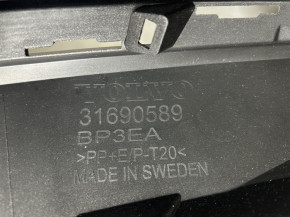 VOLVO
31690589
BP3EA
>PP+E/P-T20<
MADE IN SWEDEN